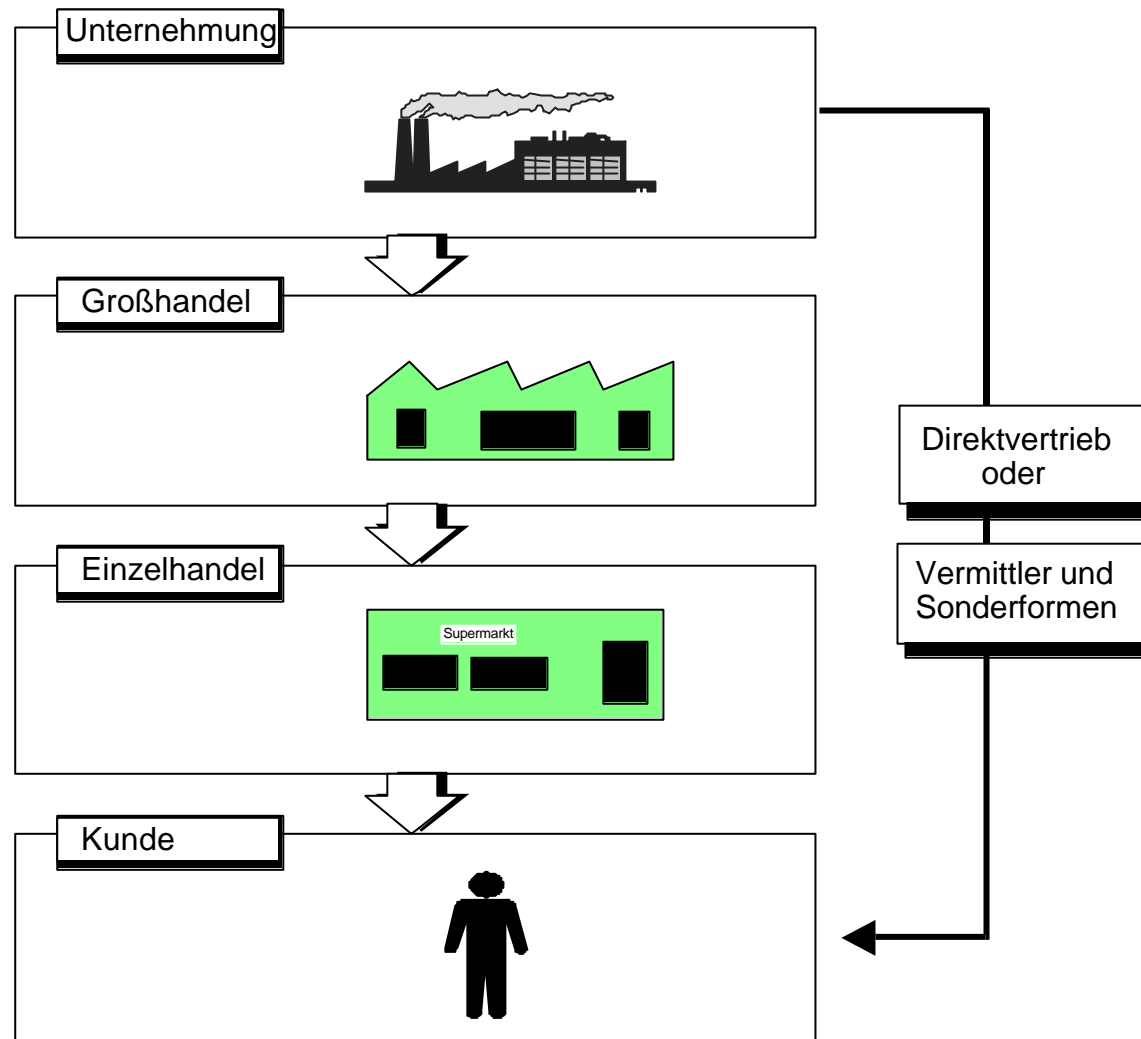 Unternehmung
Großhandel
Direktvertrieb
oder
Einzelhandel
Vermittler und
Sonderformen
Supermarkt
Kunde